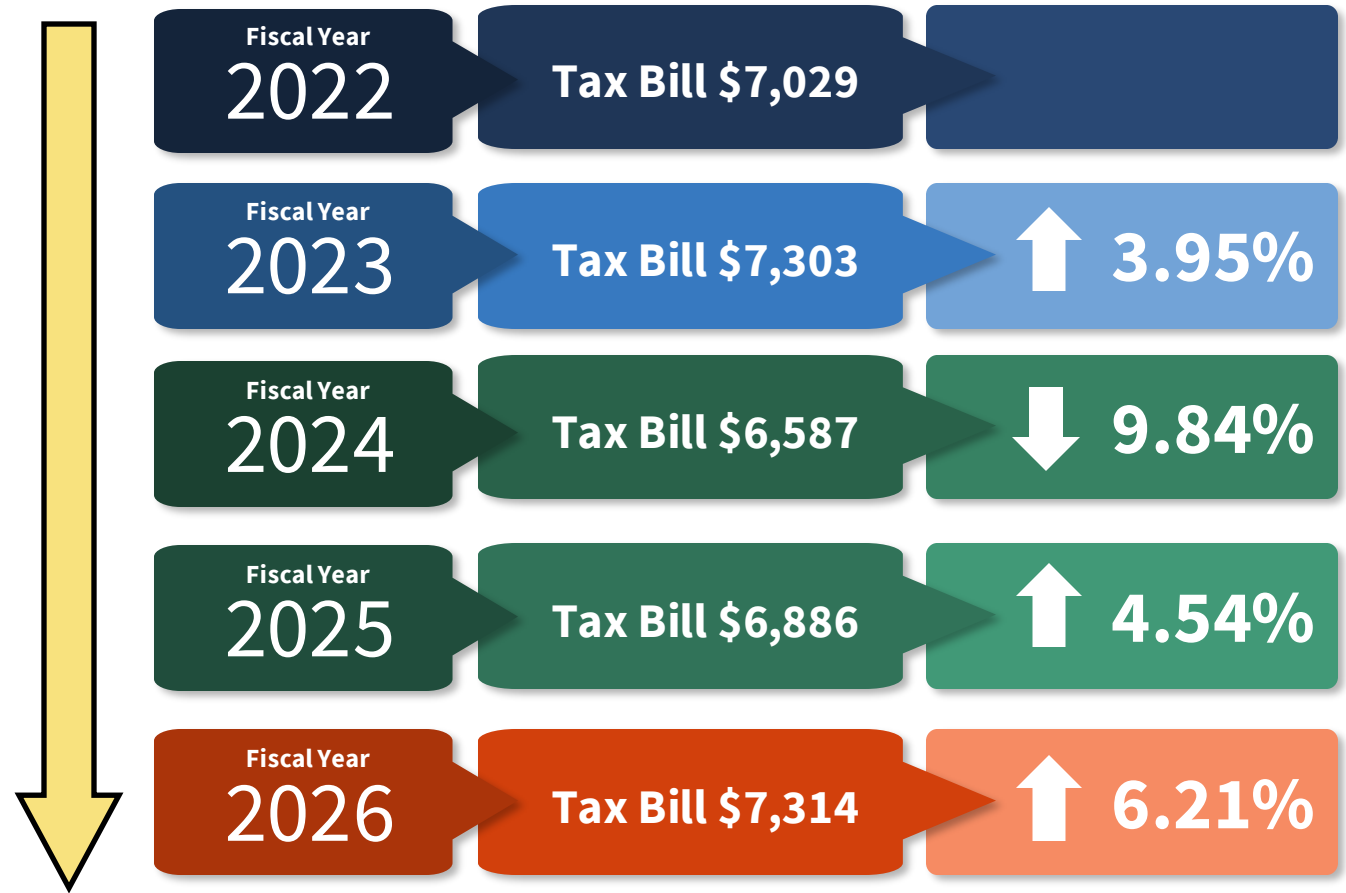 Fiscal Year
2022
Tax Bill $7,029
Fiscal Year
2023
Tax Bill $7,303
3.95%
Fiscal Year
2024
Tax Bill $6,587
9.84%
Fiscal Year
2025
Tax Bill $6,886
4.54%
Fiscal Year
2026
Tax Bill $7,314
6.21%